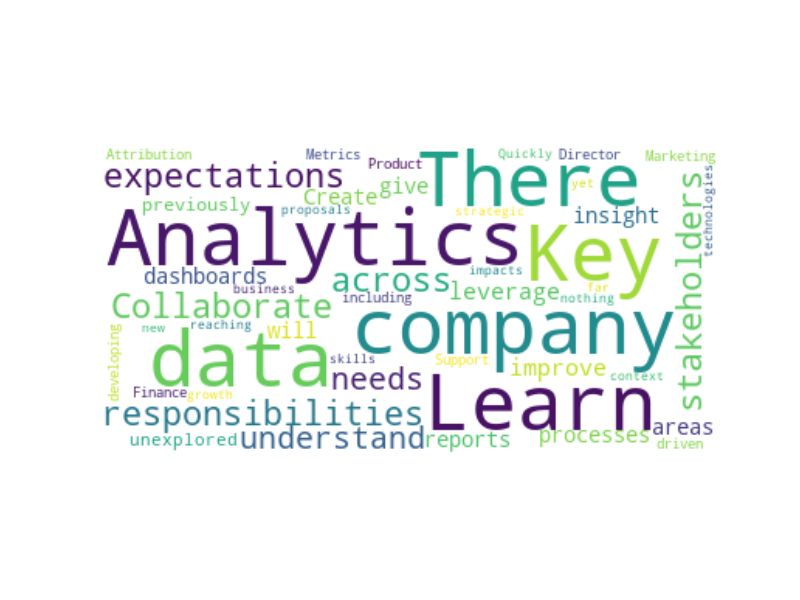 Attribution Metrics Quickly Director Marketing
Product
There
expectations
give
yet
Create
previously
proposals
strategic
insight
technologies
stakeholders
Analytics
Key
dashboards
across
impacts
business
leverage
far
Collaborate
including
nothing
company
new
reaching
will
developing
data
skills
Support
improve
needs
context
Finance
growth
Learn
responsibilities
areas
unexplored
understand
reports
processes
driven